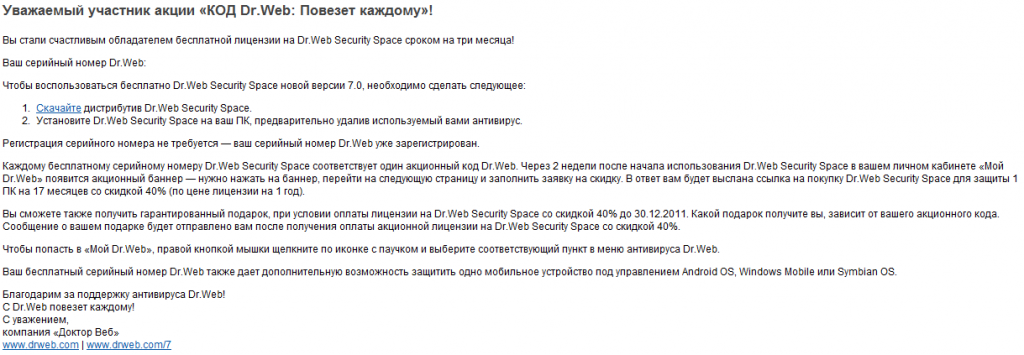 Уважаемый участник акции «КОД Dr.Web: Повезет каждому»!
Вы стали счастливым обладателем бесплатной лицензии на Dr.Web Security Space сроком на три месяца!
Ваш серийный номер Dr.Web:
Чтобы воспользоваться бесплатно Dr.Web Security Space новой версии 7.0, необходимо сделать следующее:
1. Скачайте дистрибутив Dr.Web Security Space.
2. Установите Dr.Web Security Space на ваш ПК, предварительно удалив используемый вами антивирус.
Регистрация серийного номера не требуется — ваш серийный номер Dr.Web уже зарегистрирован.
Каждому бесплатному серийному номеру Dr.Web Security Space соответствует один акционный код Dr.Web. Через 2 недели после начала использования Dr.Web Security Space в вашем личном кабинете «Мой
Dr.Web» появится акционный баннер — нужно нажать на баннер, перейти на следующую страницу и заполнить заявку на скидку. В ответ вам будет выслана ссылка на покупку Dr.Web Security Space для защиты 1
ПК на 17 месяцев со скидкой 40% (по цене лицензии на 1 год).
Вы сможете также получить гарантированный подарок, при условии оплаты лицензии на Dr.Web Security Space со скидкой 40% до 30.12.2011. Какой подарок получите вы, зависит от вашего акционного кода.
Сообщение о вашем подарке будет отправлено вам после получения оплаты акционной лицензии на Dr.Web Security Space со скидкой 40%.
Чтобы попасть в «Мой Dr.Web», правой кнопкой мышки щелкните по иконке с паучком и выберите соответствующий пункт в меню антивируса Dr.Web.
Ваш бесплатный серийный номер Dr.Web также дает дополнительную возможность защитить одно мобильное устройство под управлением Android OS, Windows Mobile или Symbian OS.
Благодарим за поддержку антивируса Dr.Web!
С Dr.Web повезет каждому!
С уважением,
компания «Доктор Веб»
www.drweb.com | www.drweb.com/7